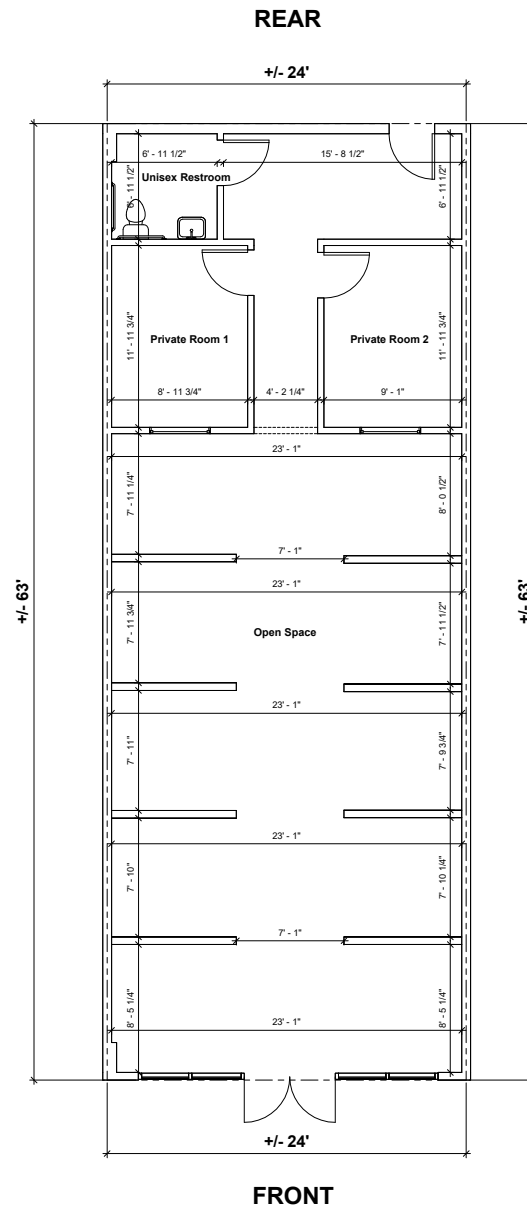 REAR
+/- 24'
6' - 11 1/2"
15' - 8 1/2"
6' - 11 1/2"
Unisex Restroom
6' - 11 1/2"
11' - 11 3/4"
Private Room 1
Private Room 2
11' - 11 3/4"
8' - 11 3/4"
4' - 2 1/4"
9' - 1"
23' - 1"
7' - 11 1/4"
8' - 0 1/2"
7' - 1"
23' - 1"
+/- 63'
+/- 63'
7' - 11 3/4"
Open Space
7' - 11 1/2"
23' - 1"
7' - 11"
7' - 9 3/4"
23' - 1"
7' - 10"
7' - 10 1/4"
7' - 1"
8' - 5 1/4"
8' - 5 1/4"
23' - 1"
+/- 24'
FRONT